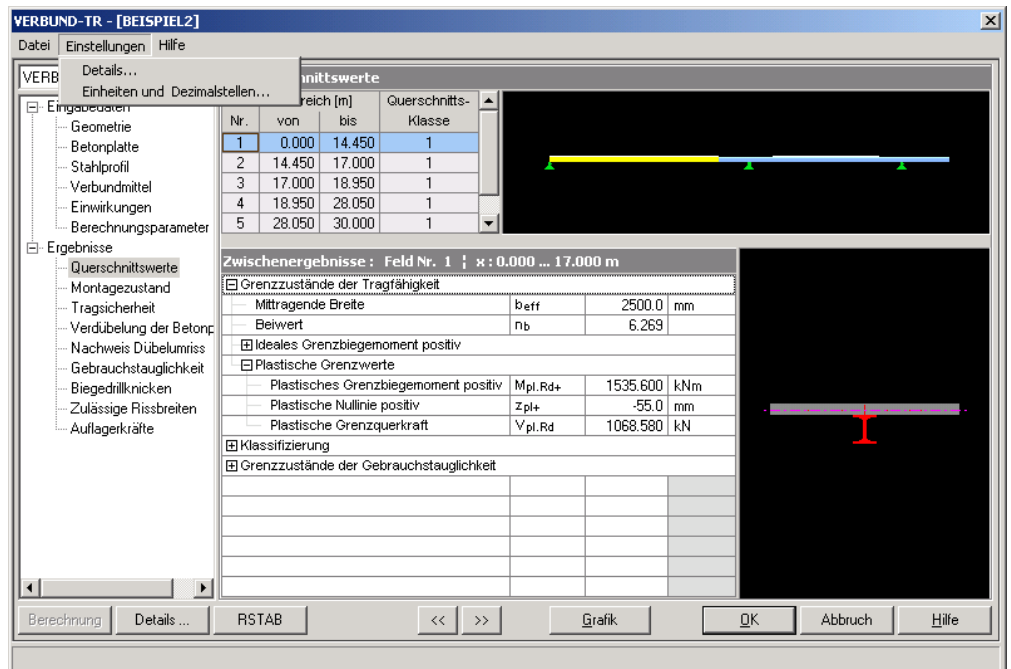 VERBUND-TR - [BEISPIEL2]
Datei Einstellungen Hilfe
Details...
Einheiten und Dezimalstellen...
VERB
hnittswerte
Eingabedaten
Geometrie
Betonplatte
Stahlprofil
Verbundmittel
Einwirkungen
Berechnungsparameter
Ergebnisse
Querschnittswerte
Montagezustand
Tragsicherheit
Verdübelung der Betonp
Nachweis Dübelumriss
Gebrauchstauglichkeit
Biegedrillknicken
Zulässige Rissbreiten
Auflagerkräfte
reich [m] Querschnitts-
Nr. von bis Klasse
1 0.000 14.450 1
2 14.450 17.000 1
3 17.000 18.950 1
4 18.950 28.050 1
5 28.050 30.000 1
Zwischenergebnisse : Feld Nr. 1 ¦ x : 0.000 ... 17.000 m
Grenzzustände der Tragfähigkeit
Mittragende Breite beff 2500.0 mm
Beiwert nb 6.269
Ideales Grenzbiegemoment positiv
Plastische Grenzwerte
Plastisches Grenzbiegemoment positiv Mpl.Rd+ 1535.600 kNm
Plastische Nullinie positiv zpl+ -55.0 mm
Plastische Grenzquerkraft Vpl.Rd 1068.580 kN
Klassifizierung
Grenzzustände der Gebrauchstauglichkeit
Berechnung Details ... RSTAB << >> Grafik OK Abbruch Hilfe